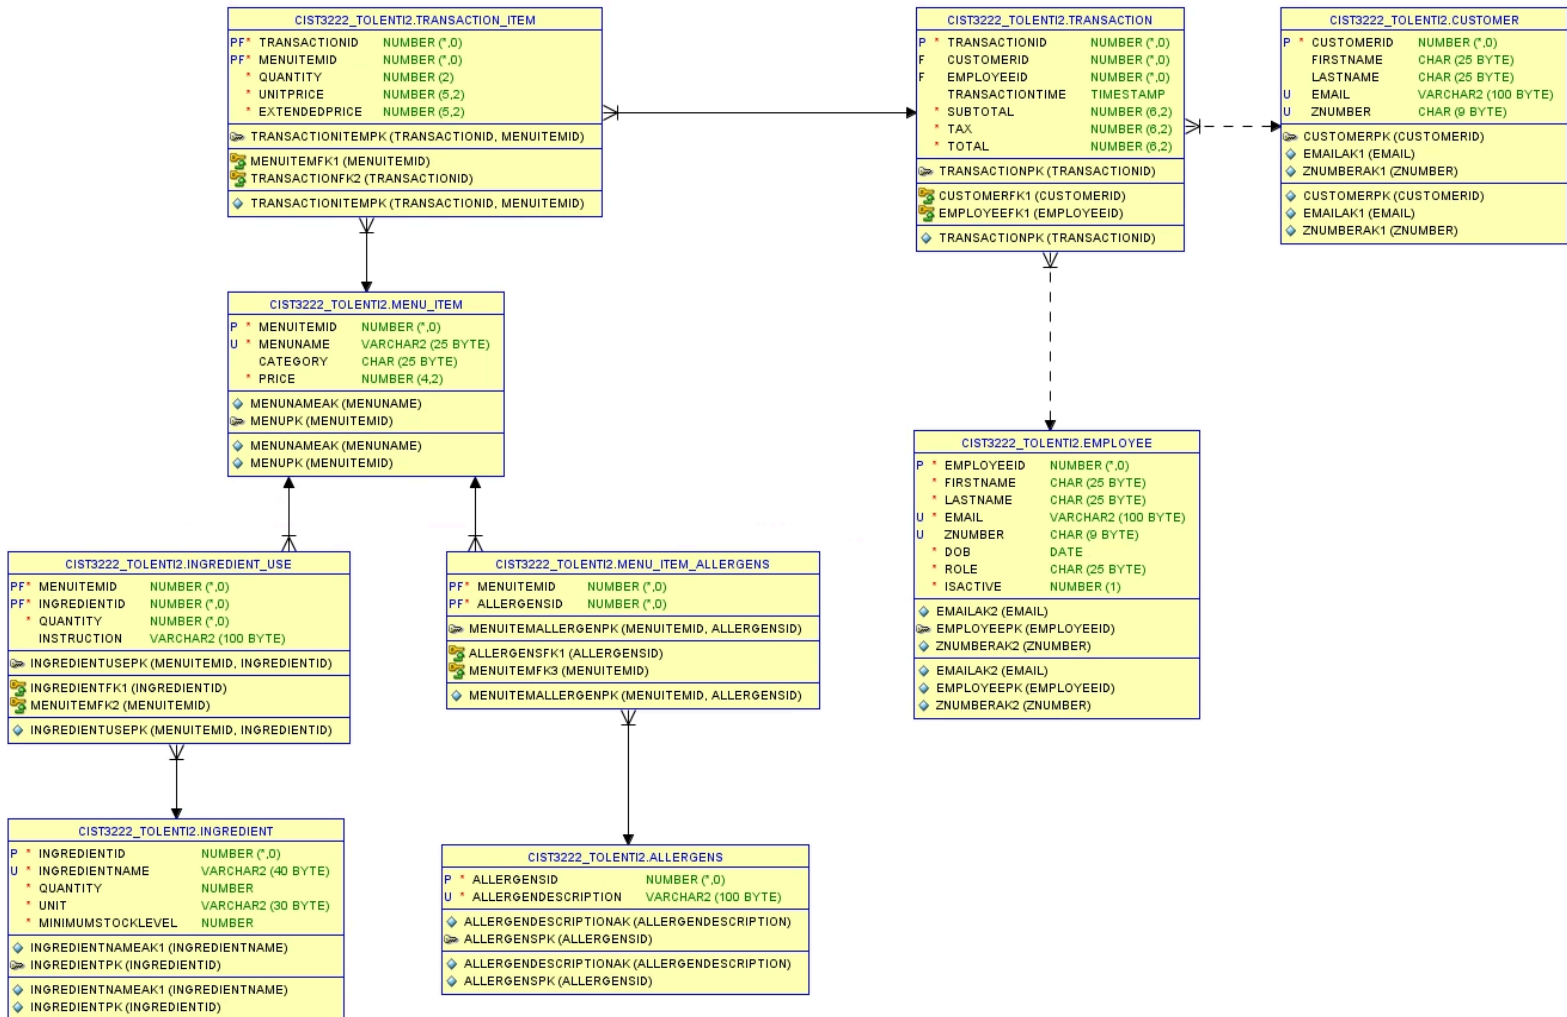 CIST3222_TOLENTI2.TRANSACTION_ITEM
PF* TRANSACTIONID NUMBER (*,0)
PF* MENUITEMID NUMBER (*,0)
* QUANTITY NUMBER (2)
* UNITPRICE NUMBER (5,2)
* EXTENDEDPRICE NUMBER (5,2)
TRANSACTIONITEMPK (TRANSACTIONID, MENUITEMID)
MENUITEMFK1 (MENUITEMID)
TRANSACTIONFK2 (TRANSACTIONID)
TRANSACTIONITEMPK (TRANSACTIONID, MENUITEMID)
CIST3222_TOLENTI2.TRANSACTION
P * TRANSACTIONID NUMBER (*,0)
F CUSTOMERID NUMBER (*,0)
F EMPLOYEEID NUMBER (*,0)
TRANSACTIONTIME TIMESTAMP
* SUBTOTAL NUMBER (6,2)
* TAX NUMBER (6,2)
* TOTAL NUMBER (6,2)
TRANSACTIONPK (TRANSACTIONID)
CUSTOMERFK1 (CUSTOMERID)
EMPLOYEEFK1 (EMPLOYEEID)
TRANSACTIONPK (TRANSACTIONID)
CIST3222_TOLENTI2.CUSTOMER
P * CUSTOMERID NUMBER (*,0)
FIRSTNAME CHAR (25 BYTE)
LASTNAME CHAR (25 BYTE)
U EMAIL VARCHAR2 (100 BYTE)
U ZNUMBER CHAR (9 BYTE)
CUSTOMERPK (CUSTOMERID)
EMAILAK1 (EMAIL)
ZNUMBERAK1 (ZNUMBER)
CUSTOMERPK (CUSTOMERID)
EMAILAK1 (EMAIL)
ZNUMBERAK1 (ZNUMBER)
CIST3222_TOLENTI2.MENU_ITEM
P * MENUITEMID NUMBER (*,0)
U * MENUNAME VARCHAR2 (25 BYTE)
CATEGORY CHAR (25 BYTE)
* PRICE NUMBER (4,2)
MENUNAMEAK (MENUNAME)
MENUPK (MENUITEMID)
MENUNAMEAK (MENUNAME)
MENUPK (MENUITEMID)
CIST3222_TOLENTI2.EMPLOYEE
P * EMPLOYEEID NUMBER (*,0)
* FIRSTNAME CHAR (25 BYTE)
* LASTNAME CHAR (25 BYTE)
U * EMAIL VARCHAR2 (100 BYTE)
U ZNUMBER CHAR (9 BYTE)
* DOB DATE
* ROLE CHAR (25 BYTE)
* ISACTIVE NUMBER (1)
EMAILAK2 (EMAIL)
EMPLOYEEPK (EMPLOYEEID)
ZNUMBERAK2 (ZNUMBER)
EMAILAK2 (EMAIL)
EMPLOYEEPK (EMPLOYEEID)
ZNUMBERAK2 (ZNUMBER)
CIST3222_TOLENTI2.INGREDIENT_USE
PF* MENUITEMID NUMBER (*,0)
PF* INGREDIENTID NUMBER (*,0)
* QUANTITY NUMBER (*,0)
INSTRUCTION VARCHAR2 (100 BYTE)
INGREDIENTUSEPK (MENUITEMID, INGREDIENTID)
INGREDIENTFK1 (INGREDIENTID)
MENUITEMFK2 (MENUITEMID)
INGREDIENTUSEPK (MENUITEMID, INGREDIENTID)
CIST3222_TOLENTI2.MENU_ITEM_ALLERGENS
PF* MENUITEMID NUMBER (*,0)
PF* ALLERGENSID NUMBER (*,0)
MENUITEMALLERGENPK (MENUITEMID, ALLERGENSID)
ALLERGENSFK1 (ALLERGENSID)
MENUITEMFK3 (MENUITEMID)
MENUITEMALLERGENPK (MENUITEMID, ALLERGENSID)
CIST3222_TOLENTI2.INGREDIENT
P * INGREDIENTID NUMBER (*,0)
U * INGREDIENTNAME VARCHAR2 (40 BYTE)
* QUANTITY NUMBER
* UNIT VARCHAR2 (30 BYTE)
* MINIMUMSTOCKLEVEL NUMBER
INGREDIENTNAMEAK1 (INGREDIENTNAME)
INGREDIENTPK (INGREDIENTID)
INGREDIENTNAMEAK1 (INGREDIENTNAME)
INGREDIENTPK (INGREDIENTID)
CIST3222_TOLENTI2.ALLERGENS
P * ALLERGENSID NUMBER (*,0)
U * ALLERGENDESCRIPTION VARCHAR2 (100 BYTE)
ALLERGENDESCRIPTIONAK (ALLERGENDESCRIPTION)
ALLERGENSPK (ALLERGENSID)
ALLERGENDESCRIPTIONAK (ALLERGENDESCRIPTION)
ALLERGENSPK (ALLERGENSID)